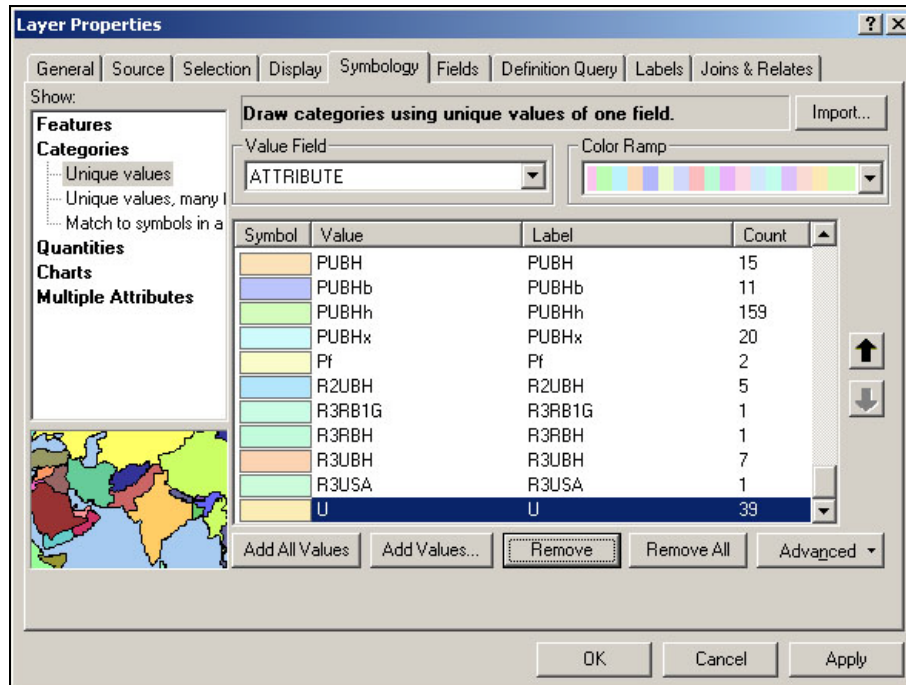 Layer Properties
General Source Selection Display Symbology Fields Definition Query Labels Joins & Relates
Show:
Features
Categories
Unique values
Unique values, many
Match to symbols in a
Quantities
Charts
Multiple Attributes
Draw categories using unique values of one field.
Import...
Value Field
ATTRIBUTE
Color Ramp
Symbol Value Label Count
PUBH PUBH 15
PUBHb PUBHb 11
PUBHh PUBHh 159
PUBHx PUBHx 20
Pf Pf 2
R2UBH R2UBH 5
R3RB1G R3RB1G 1
R3RBH R3RBH 1
R3UBH R3UBH 7
R3USA R3USA 1
U U 39
Add All Values Add Values... Remove Remove All Advanced
OK Cancel Apply